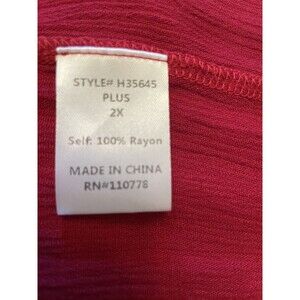 STYLE# H35645
PLUS
2X
Self: 100% Rayon
MADE IN CHINA
RN#110778